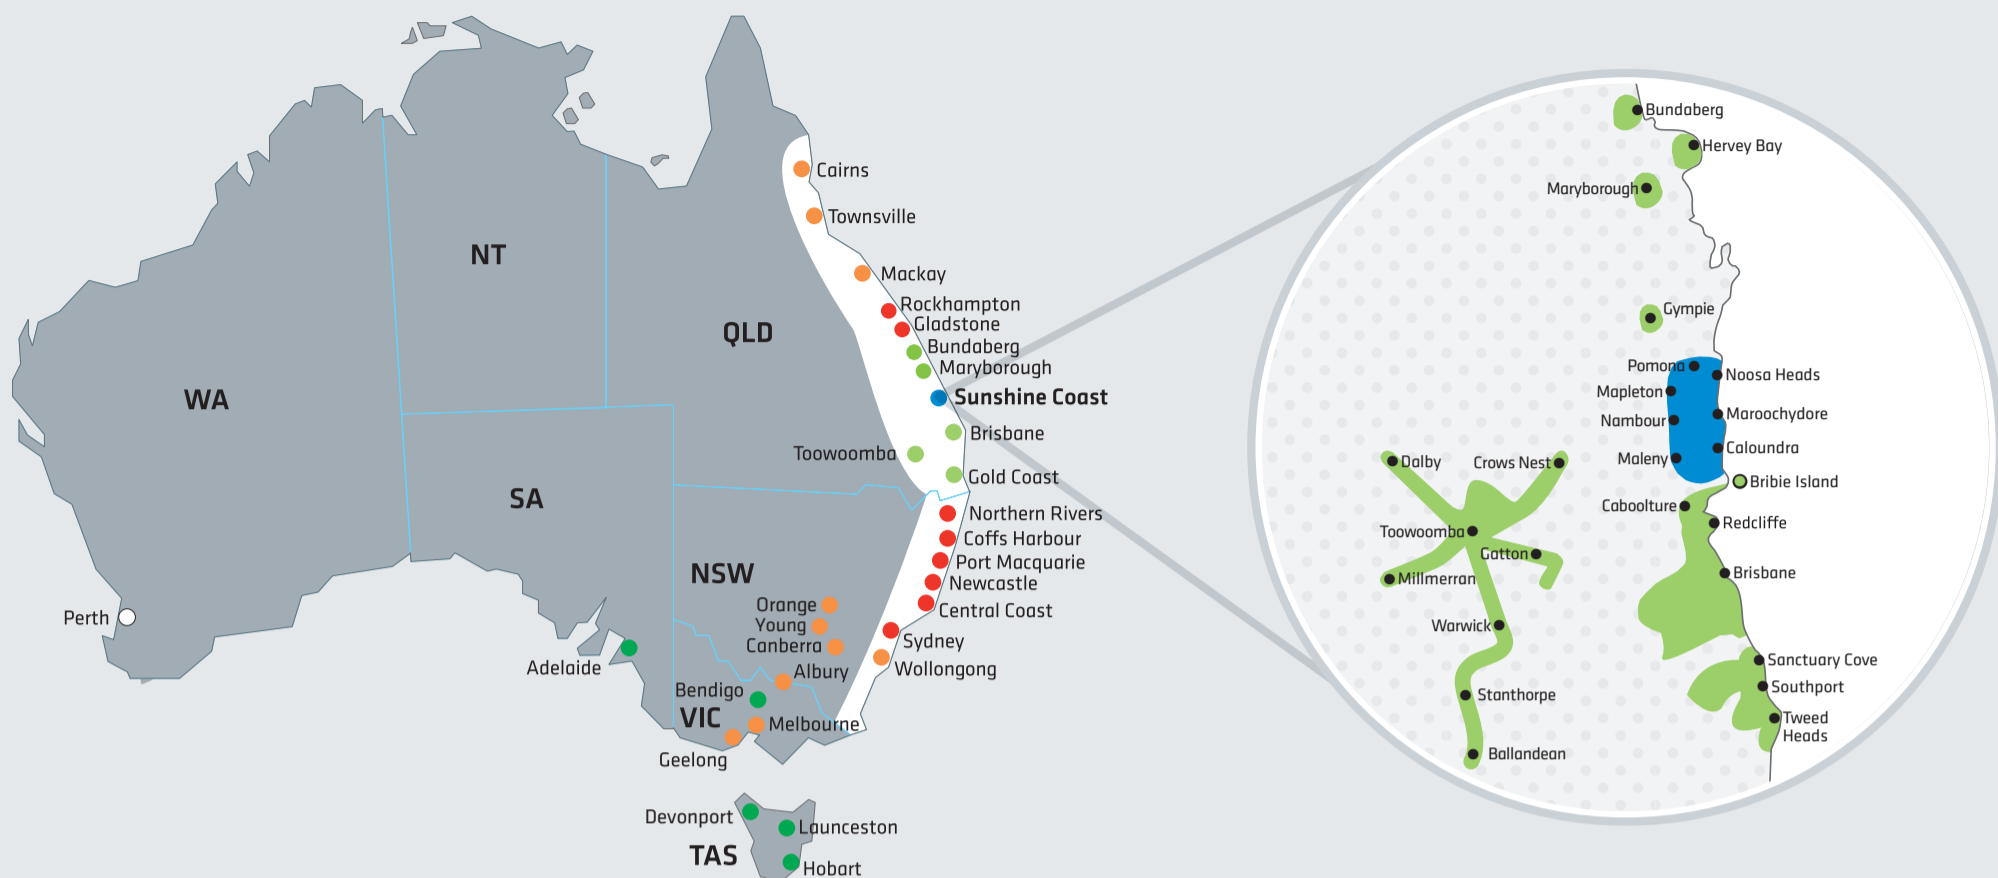 WA
NT
QLD
SA
NSW
VIC
TAS
Cairns
Townsville
Mackay
Rockhampton
Gladstone
Bundaberg
Maryborough
Sunshine Coast
Brisbane
Toowoomba
Gold Coast
Northern Rivers
Coffs Harbour
Port Macquarie
Newcastle
Central Coast
Orange
Young
Canberra
Sydney
Wollongong
Albury
Bendigo
Melbourne
Geelong
Perth
Adelaide
Devonport
Launceston
Hobart
Bundaberg
Hervey Bay
Maryborough
Gympie
Pomona
Noosa Heads
Mapleton
Maroochydore
Nambour
Caloundra
Maleny
Bribie Island
Caboolture
Redcliffe
Brisbane
Dalby
Crows Nest
Toowoomba
Gatton
Millmerran
Warwick
Stanthorpe
Ballandean
Sanctuary Cove
Southport
Tweed
Heads